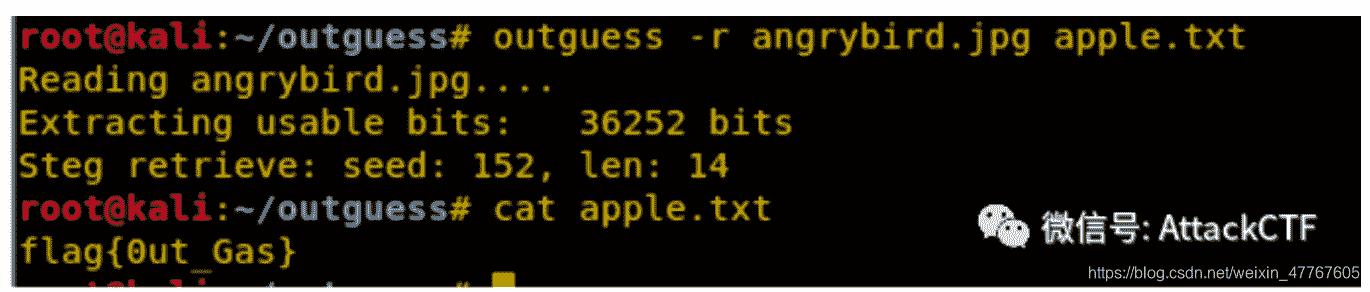 root@kali:~/outguess# outguess -r angrybird.jpg apple.txt
Reading angrybird.jpg....
Extracting usable bits:   36252 bits
Steg retrieve: seed: 152, len: 14
root@kali:~/outguess# cat apple.txt
flag{0ut_Gas}
微信号: AttackCTF
https://blog.csdn.net/weixin_47767605